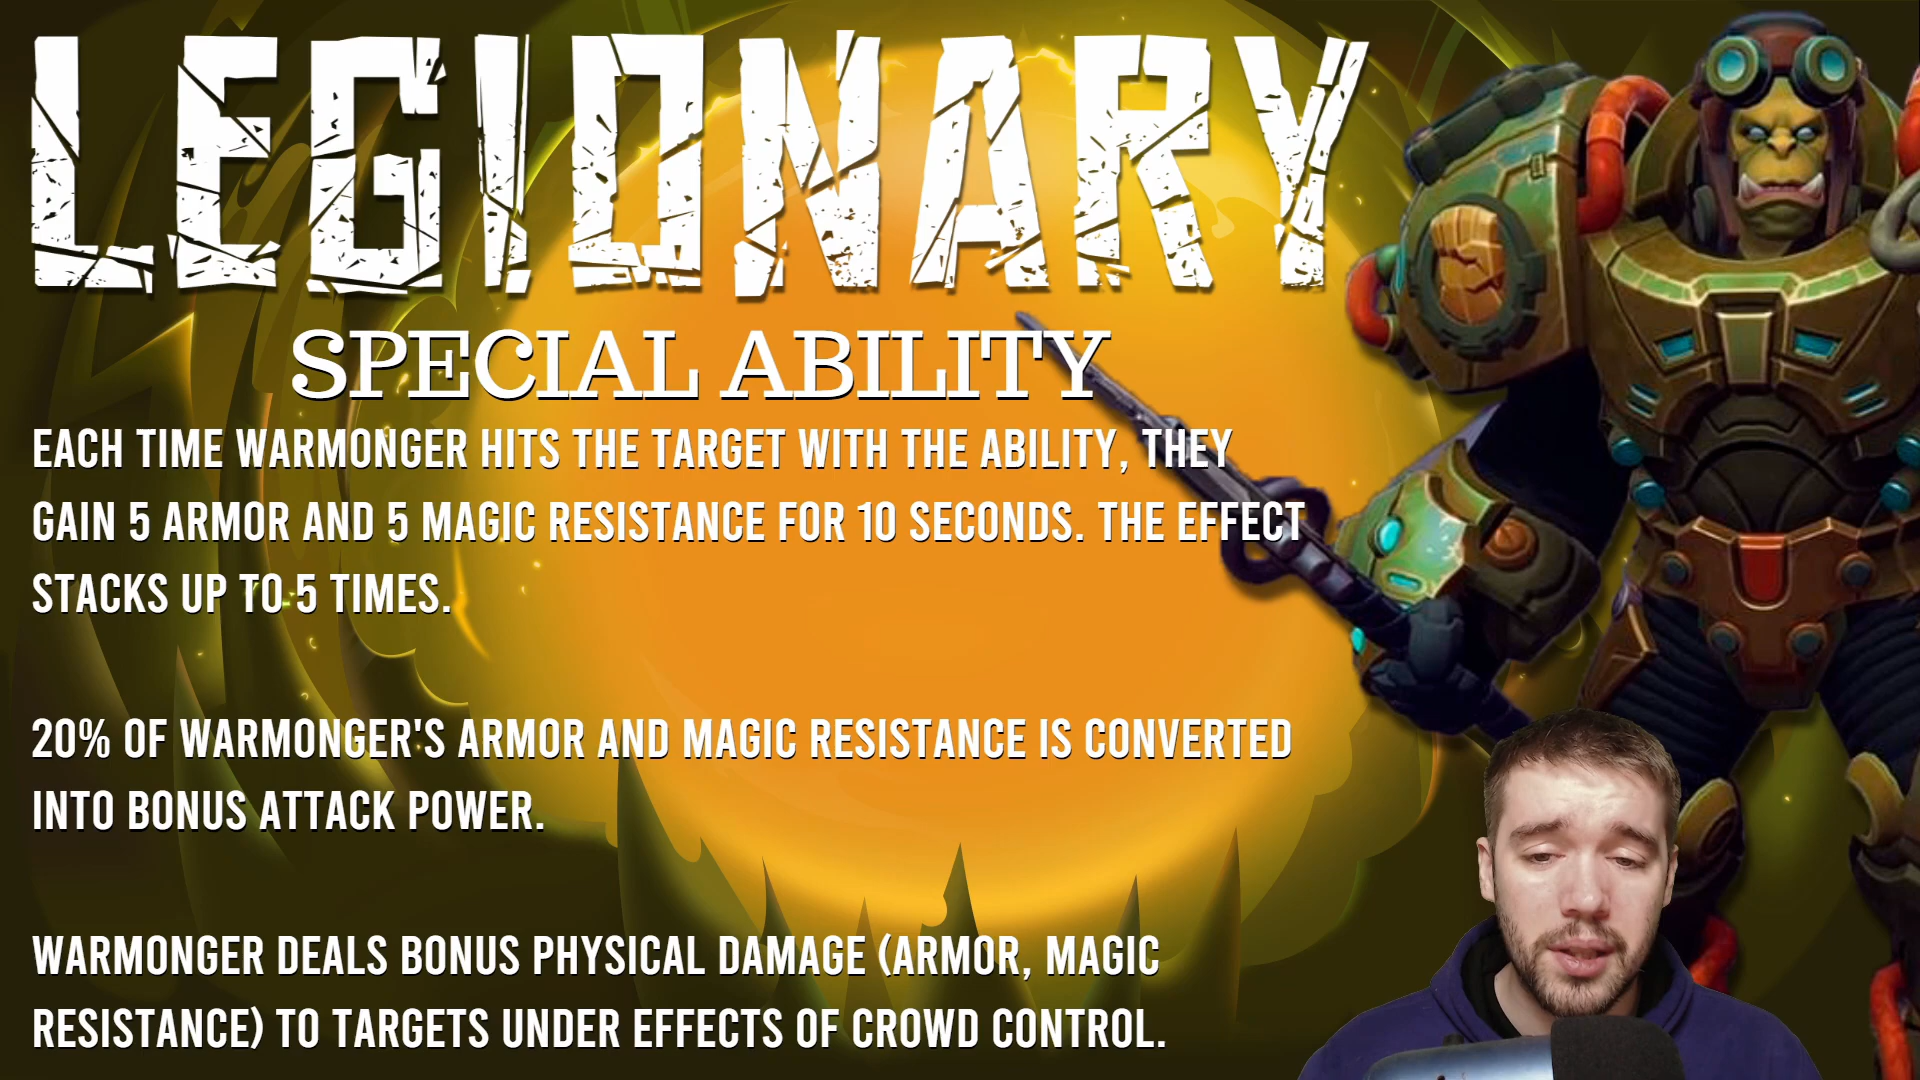 LEGIONARY
SPECIAL ABILITY
EACH TIME WARMONGER HITS THE TARGET WITH THE ABILITY, THEY
GAIN 5 ARMOR AND 5 MAGIC RESISTANCE FOR 10 SECONDS. THE EFFECT
STACKS UP TO 5 TIMES.
20% OF WARMONGER'S ARMOR AND MAGIC RESISTANCE IS CONVERTED
INTO BONUS ATTACK POWER.
WARMONGER DEALS BONUS PHYSICAL DAMAGE (ARMOR, MAGIC
RESISTANCE) TO TARGETS UNDER EFFECTS OF CROWD CONTROL.